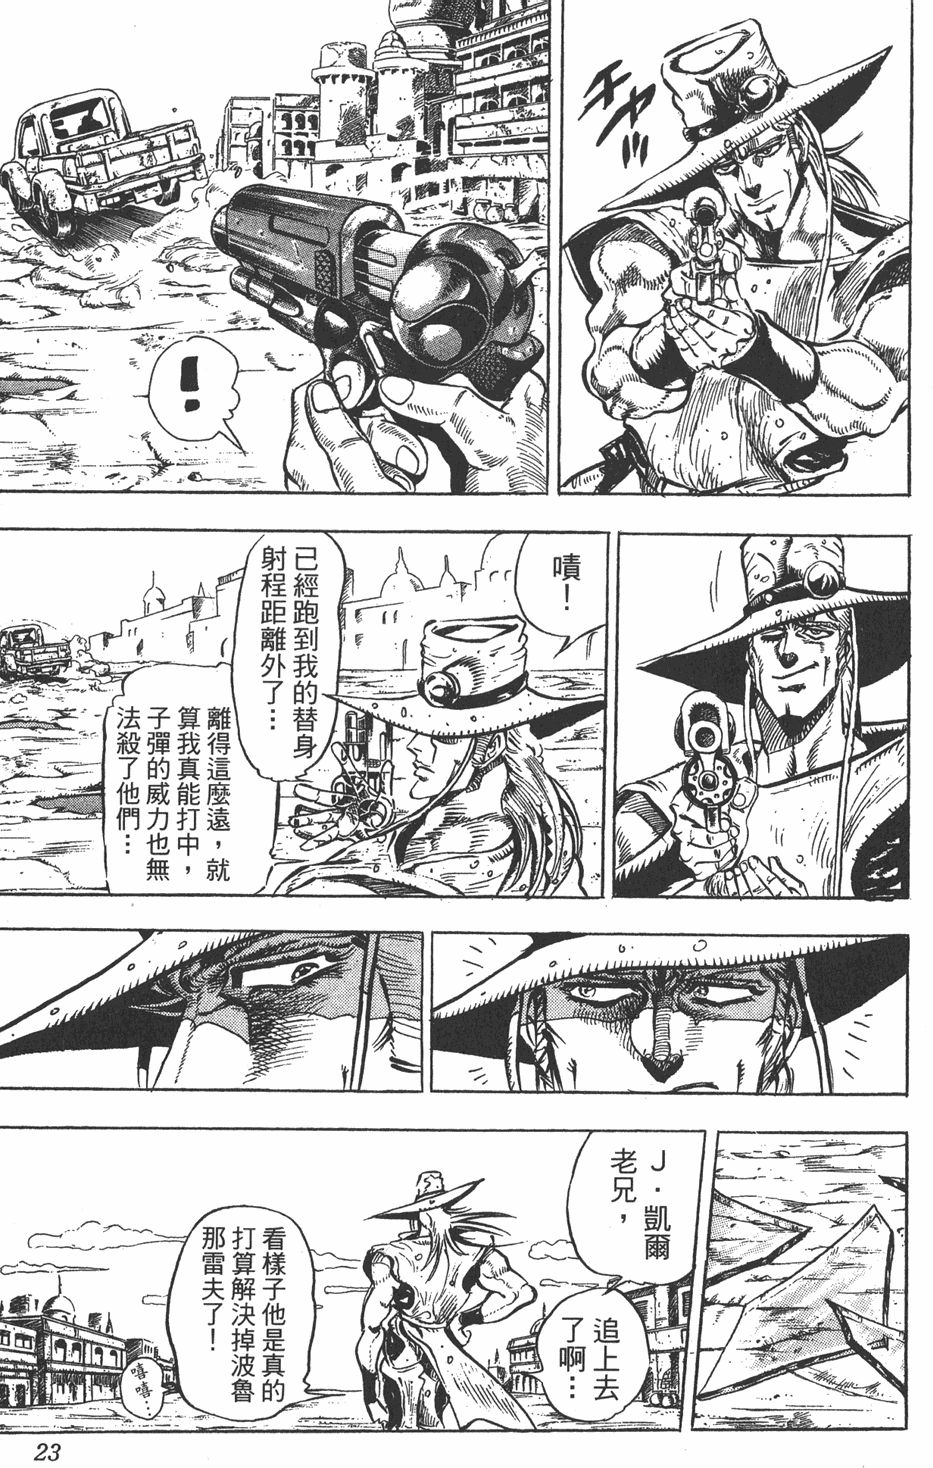 チャッ
！
嘖！
已經跑到我的替身
射程距離外了…
離得這麼遠，就
算我真能打中，
子彈的威力也無
法殺了他們…
J．凱爾
老兄，
追上去
了啊…
看樣子他是真的
打算解決掉波魯
那雷夫了！
嘻
嘻…
23